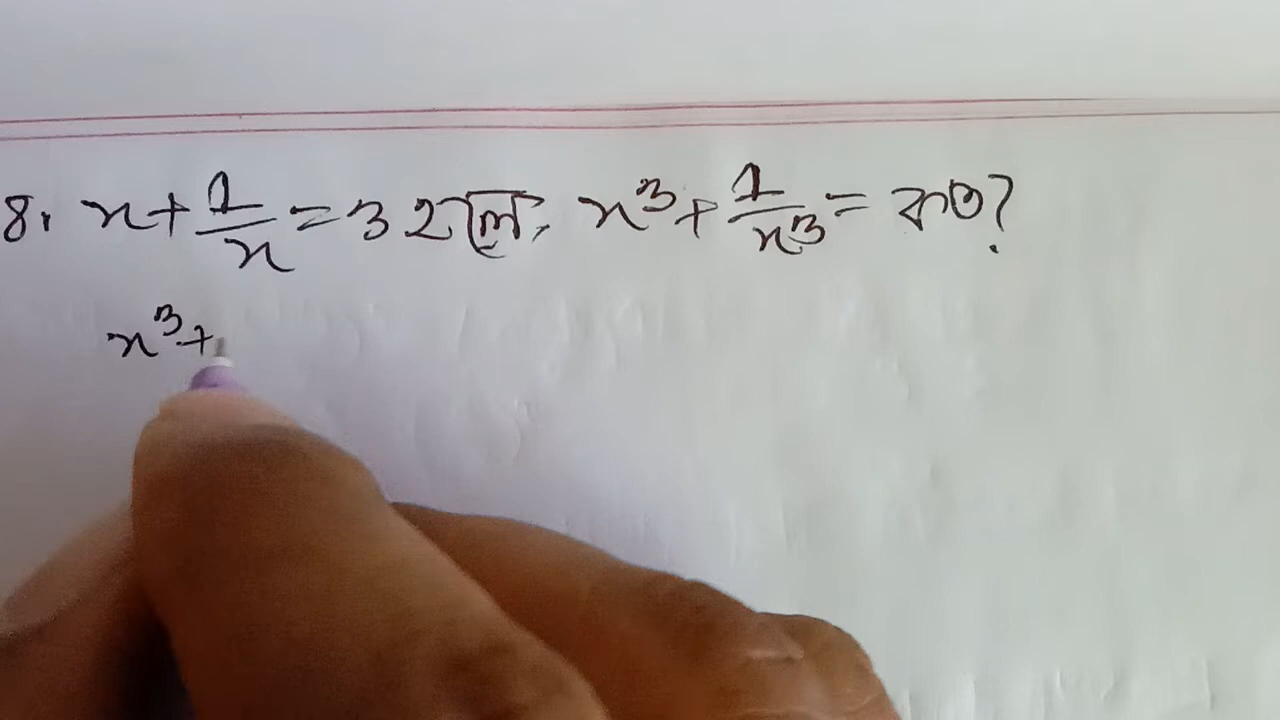 8. x + 1/x = 3 হলে, x³ + 1/x³ = কত?
x³ +